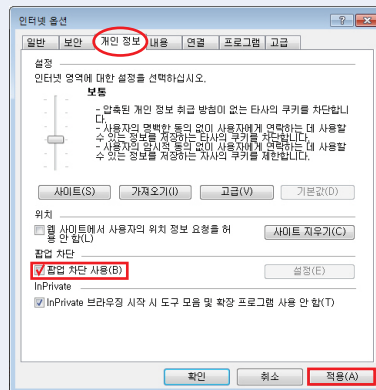 인터넷 옵션
일반 보안 개인 정보 내용 연결 프로그램 고급
설정
인터넷 영역에 대한 설정을 선택하십시오.
보통
- 압축된 개인 정보 취급 방침이 없는 타사의 쿠키를 차단합니
다.
- 사용자의 명백한 동의 없이 사용자에게 연락하는 데 사용할
수 있는 정보를 저장하는 타사의 쿠키를 차단합니다.
- 사용자의 암시적 동의 없이 사용자에게 연락하는 데 사용할
수 있는 정보를 저장하는 자사의 쿠키를 제한합니다.
사이트(S) 가져오기(I) 고급(V) 기본값(D)
위치
웹 사이트에서 사용자의 위치 정보 요청을 허
용 안 함(L)
사이트 지우기(C)
팝업 차단
팝업 차단 사용(B) 설정(E)
InPrivate
InPrivate 브라우징 시작 시 도구 모음 및 확장 프로그램 사용 안 함(T)
확인 취소 적용(A)